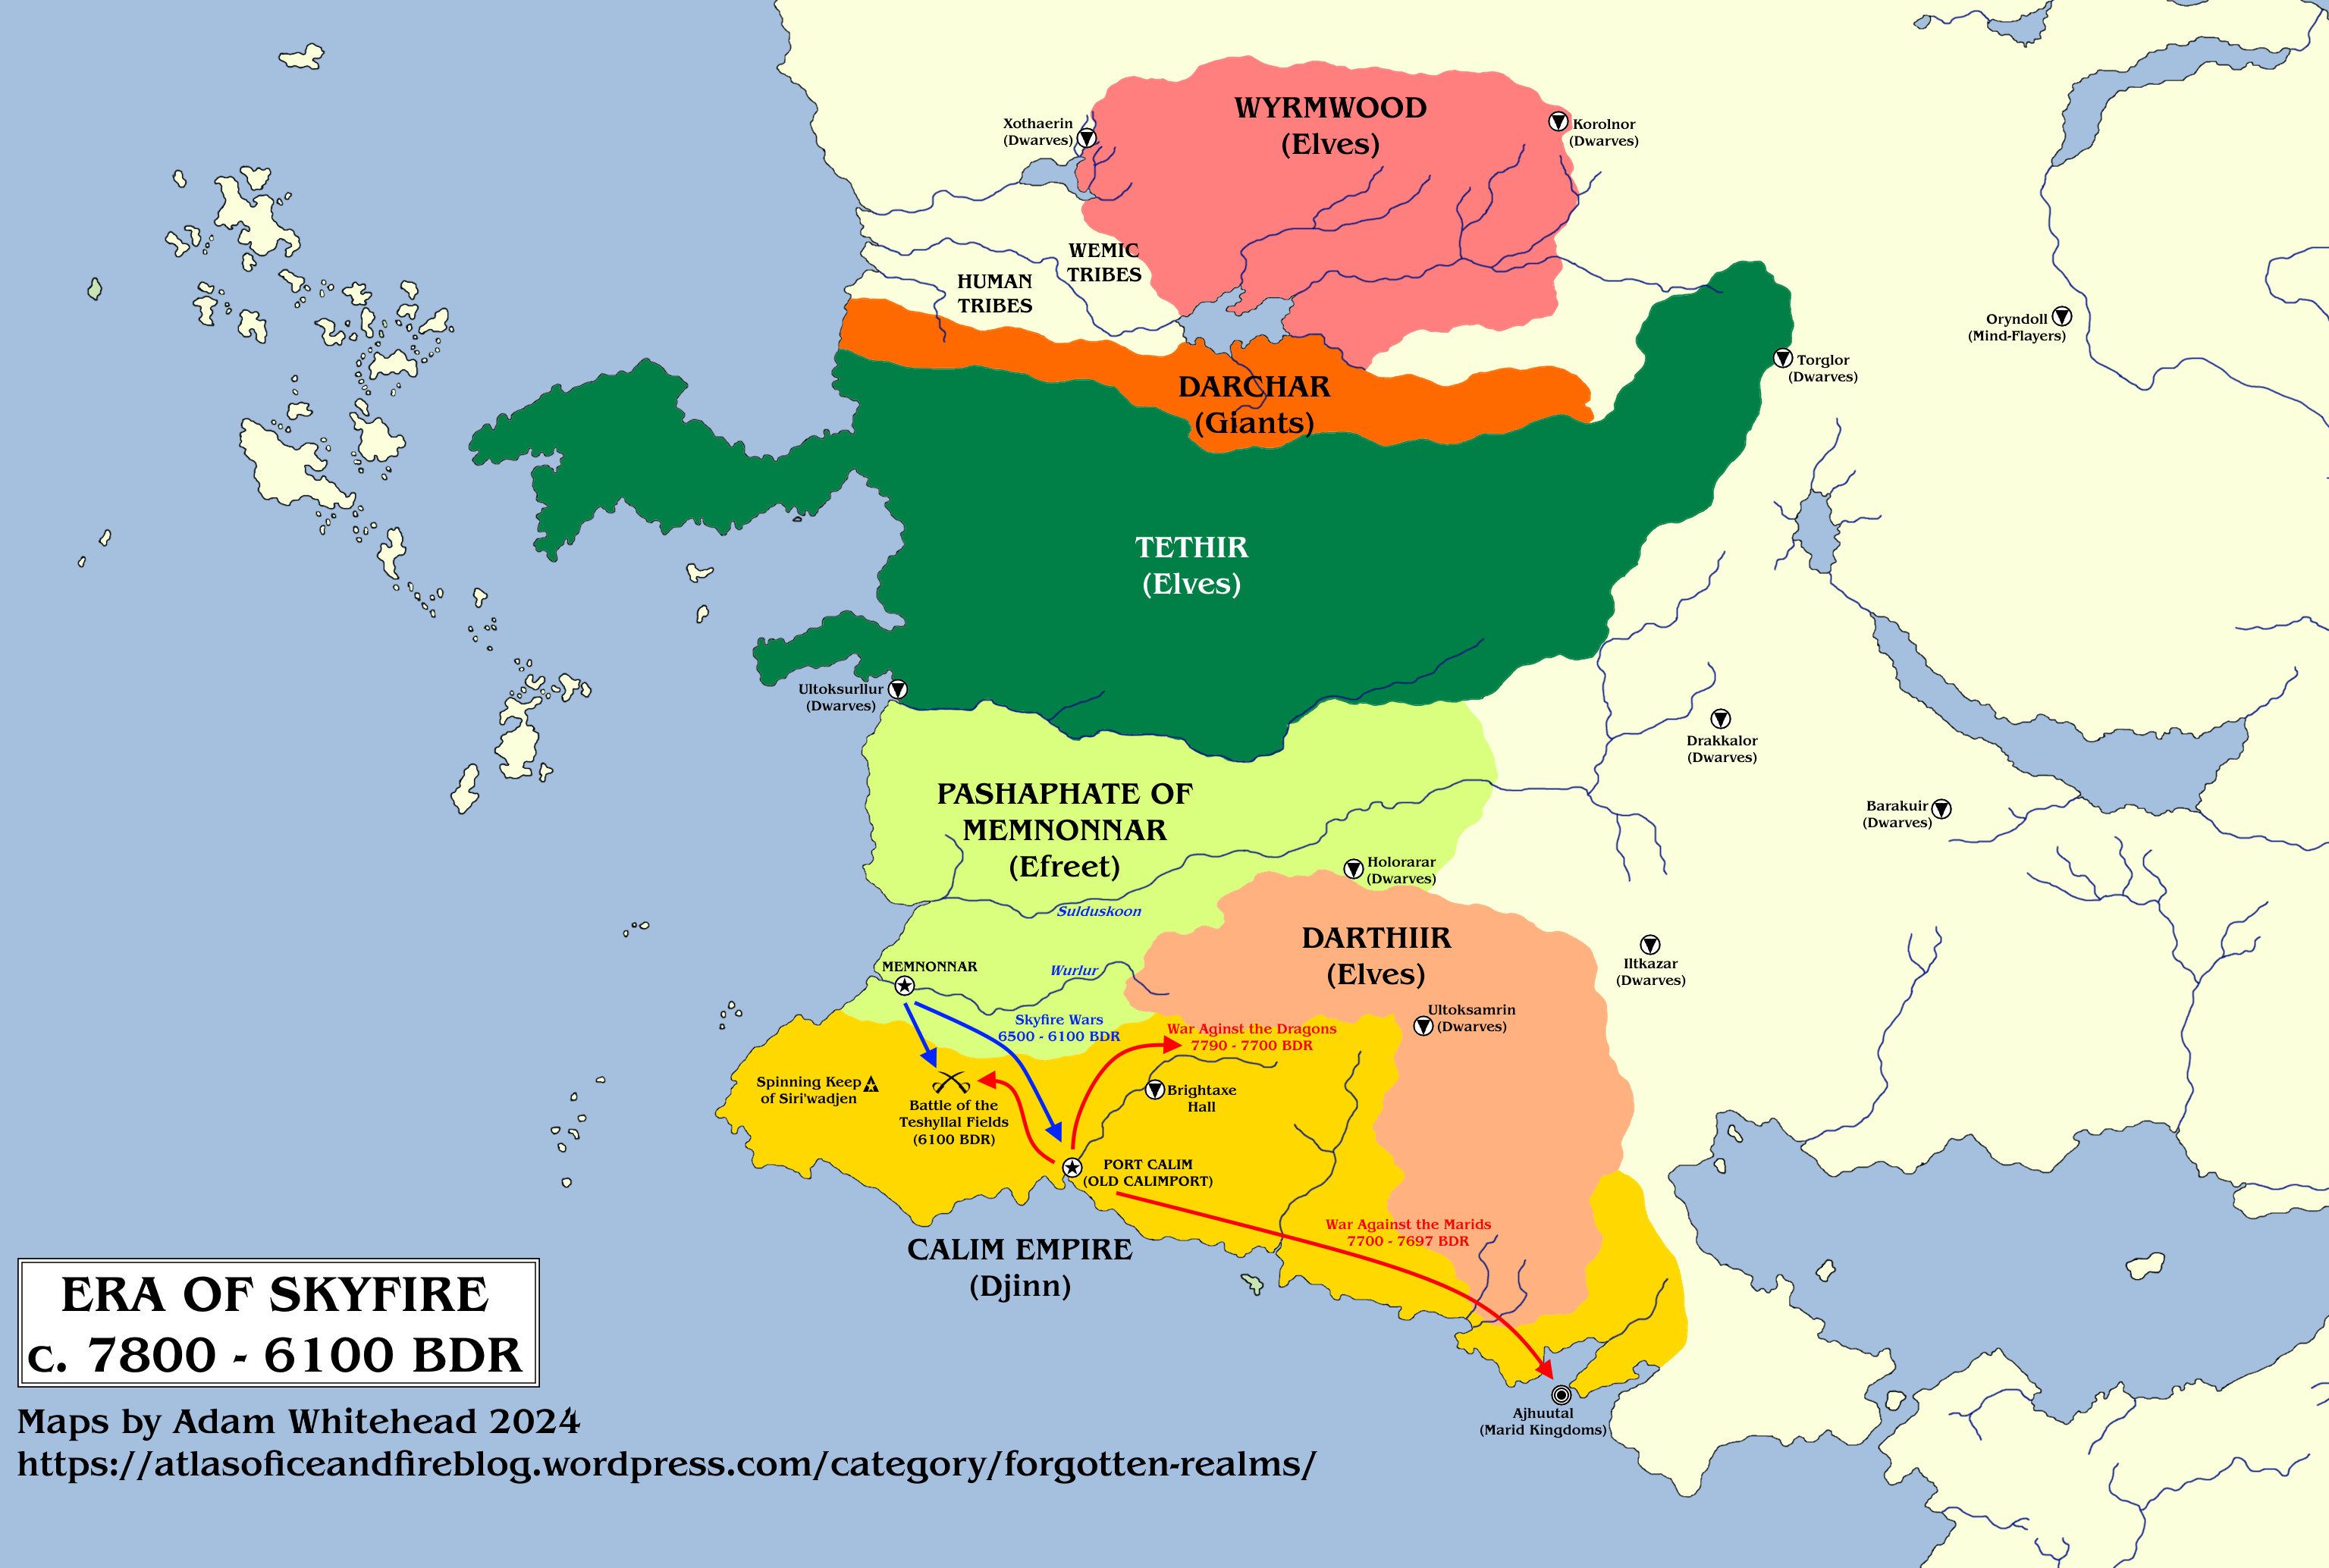 WYRMWOOD
(Elves)
Xothaerin
(Dwarves)
Korolnor
(Dwarves)
WEMIC
TRIBES
HUMAN
TRIBES
Oryndoll
(Mind-Flayers)
Torglor
(Dwarves)
DARCHAR
(Giants)
TETHIR
(Elves)
Ultoksurllur
(Dwarves)
Drakkalor
(Dwarves)
PASHAPHATE OF
MEMNONNAR
(Efreet)
Barakuir
(Dwarves)
Holorarar
(Dwarves)
Sulduskoon
DARTHIIR
(Elves)
Iltkazar
(Dwarves)
MEMNONNAR
Wurlur
Skyfire Wars
6500 - 6100 BDR
Ultoksamrin
(Dwarves)
War Aginst the Dragons
7790 - 7700 BDR
Spinning Keep
of Siri'wadjen
Battle of the
Teshyllal Fields
(6100 BDR)
Brightaxe
Hall
PORT CALIM
(OLD CALIMPORT)
War Against the Marids
7700 - 7697 BDR
CALIM EMPIRE
(Djinn)
Ajhuutal
(Marid Kingdoms)
ERA OF SKYFIRE
c. 7800 - 6100 BDR
Maps by Adam Whitehead 2024
https://atlasoficeandfireblog.wordpress.com/category/forgotten-realms/